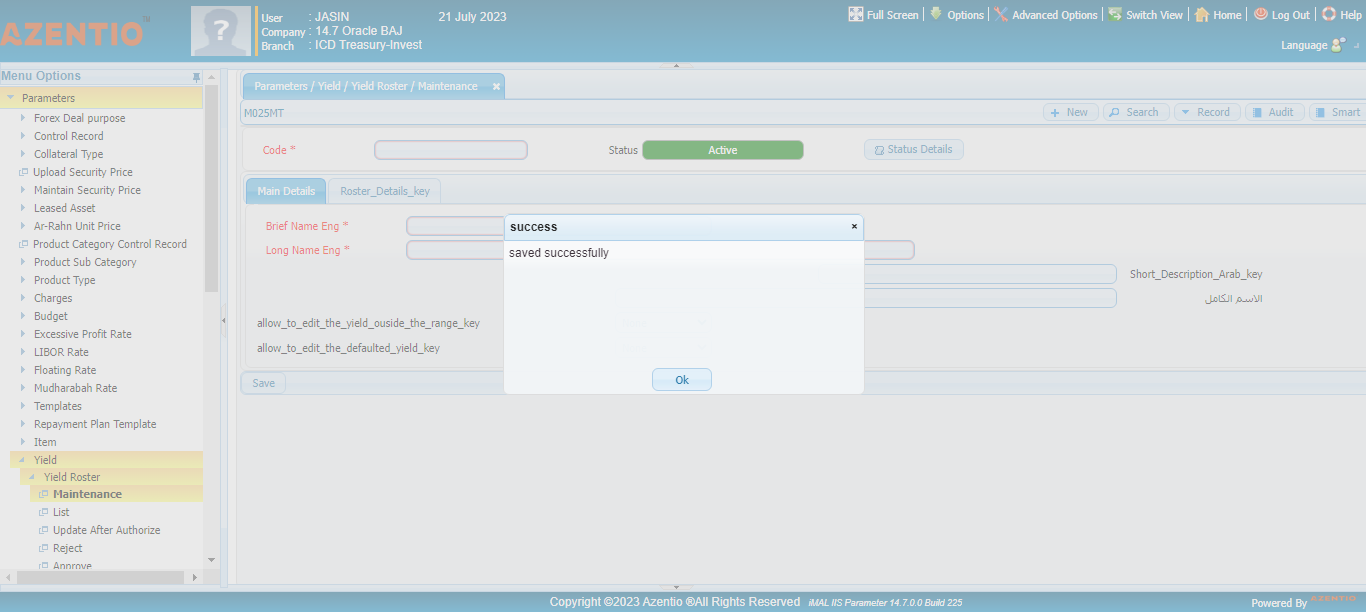 AZENTIO™
User : JASIN 21 July 2023
Company : 14.7 Oracle BAJ
Branch : ICD Treasury-Invest
Full Screen Options Advanced Options Switch View Home Log Out Help
Language
Menu Options
Parameters
Forex Deal purpose
Control Record
Collateral Type
Upload Security Price
Maintain Security Price
Leased Asset
Ar-Rahn Unit Price
Product Category Control Record
Product Sub Category
Product Type
Charges
Budget
Excessive Profit Rate
LIBOR Rate
Floating Rate
Mudharabah Rate
Templates
Repayment Plan Template
Item
Yield
Yield Roster
Maintenance
List
Update After Authorize
Reject
Approve
Parameters / Yield / Yield Roster / Maintenance
M025MT
New Search Record Audit Smart
Code * Status Active Status Details
Main Details Roster_Details_key
Brief Name Eng *
Long Name Eng *
Short_Description_Arab_key
الاسم الكامل
allow_to_edit_the_yield_ouside_the_range_key
allow_to_edit_the_defaulted_yield_key
Save
success
saved successfully
Ok
Copyright ©2023 Azentio ®All Rights Reserved iMAL IIS Parameter 14.7.0.0 Build 225
Powered By AZENTIO